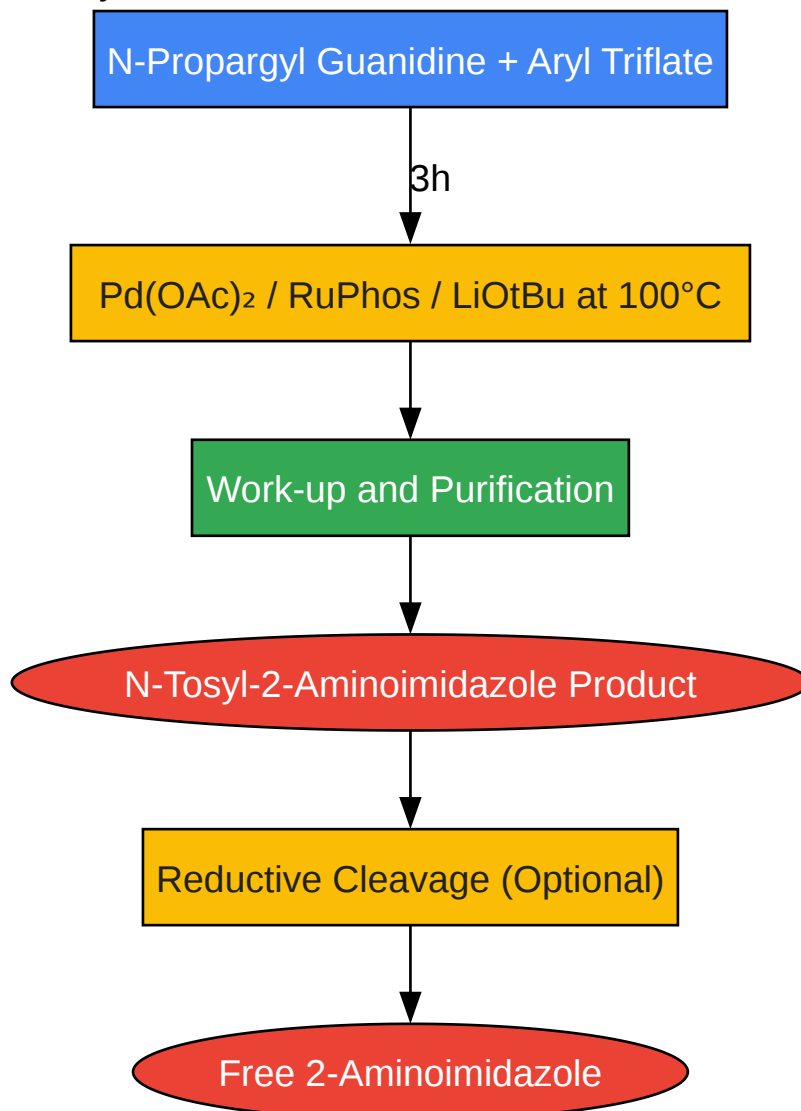 N-Propargyl Guanidine + Aryl Triflate
3h
Pd(OAc)₂ / RuPhos / LiOtBu at 100°C
Work-up and Purification
N-Tosyl-2-Aminoimidazole Product
Reductive Cleavage (Optional)
Free 2-Aminoimidazole